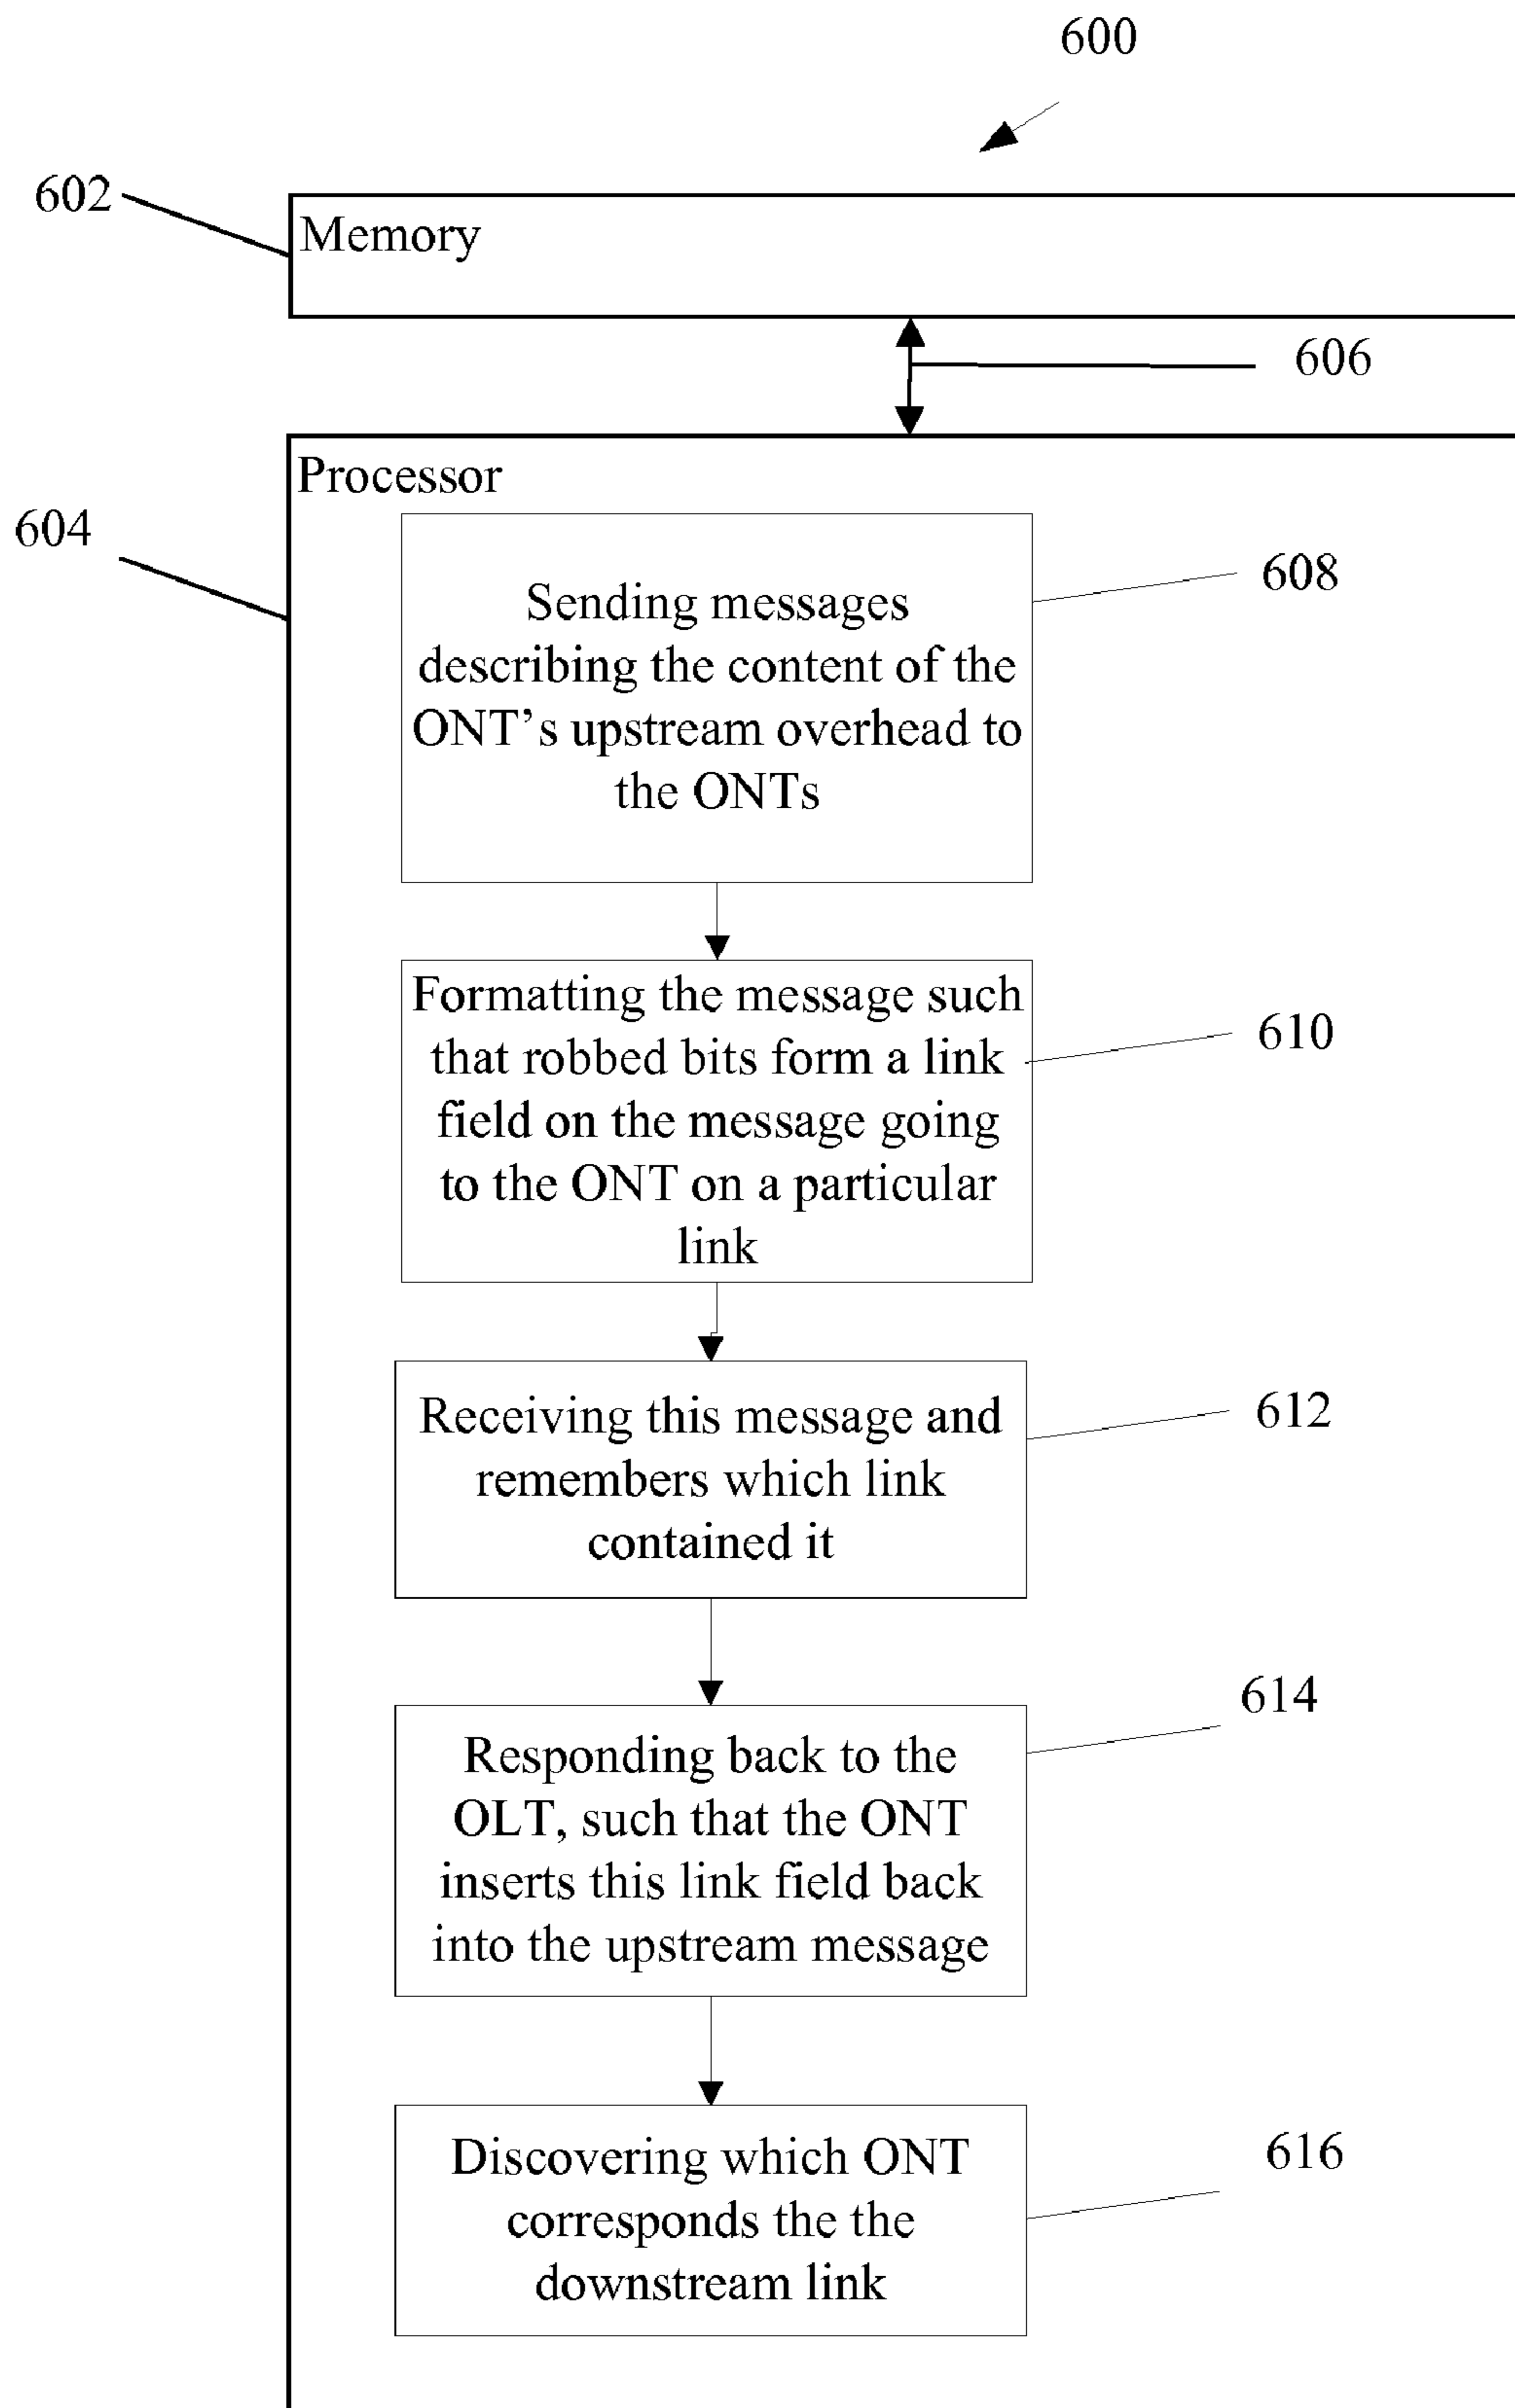 600
602
Memory
606
Processor
604
608
Sending messages
describing the content of the
ONT’s upstream overhead to
the ONTs
Formatting the message such
that robbed bits form a link
field on the message going
to the ONT on a particular
link
610
Receiving this message and
remembers which link
contained it
612
614
Responding back to the
OLT, such that the ONT
inserts this link field back
into the upstream message
616
Discovering which ONT
corresponds the the
downstream link